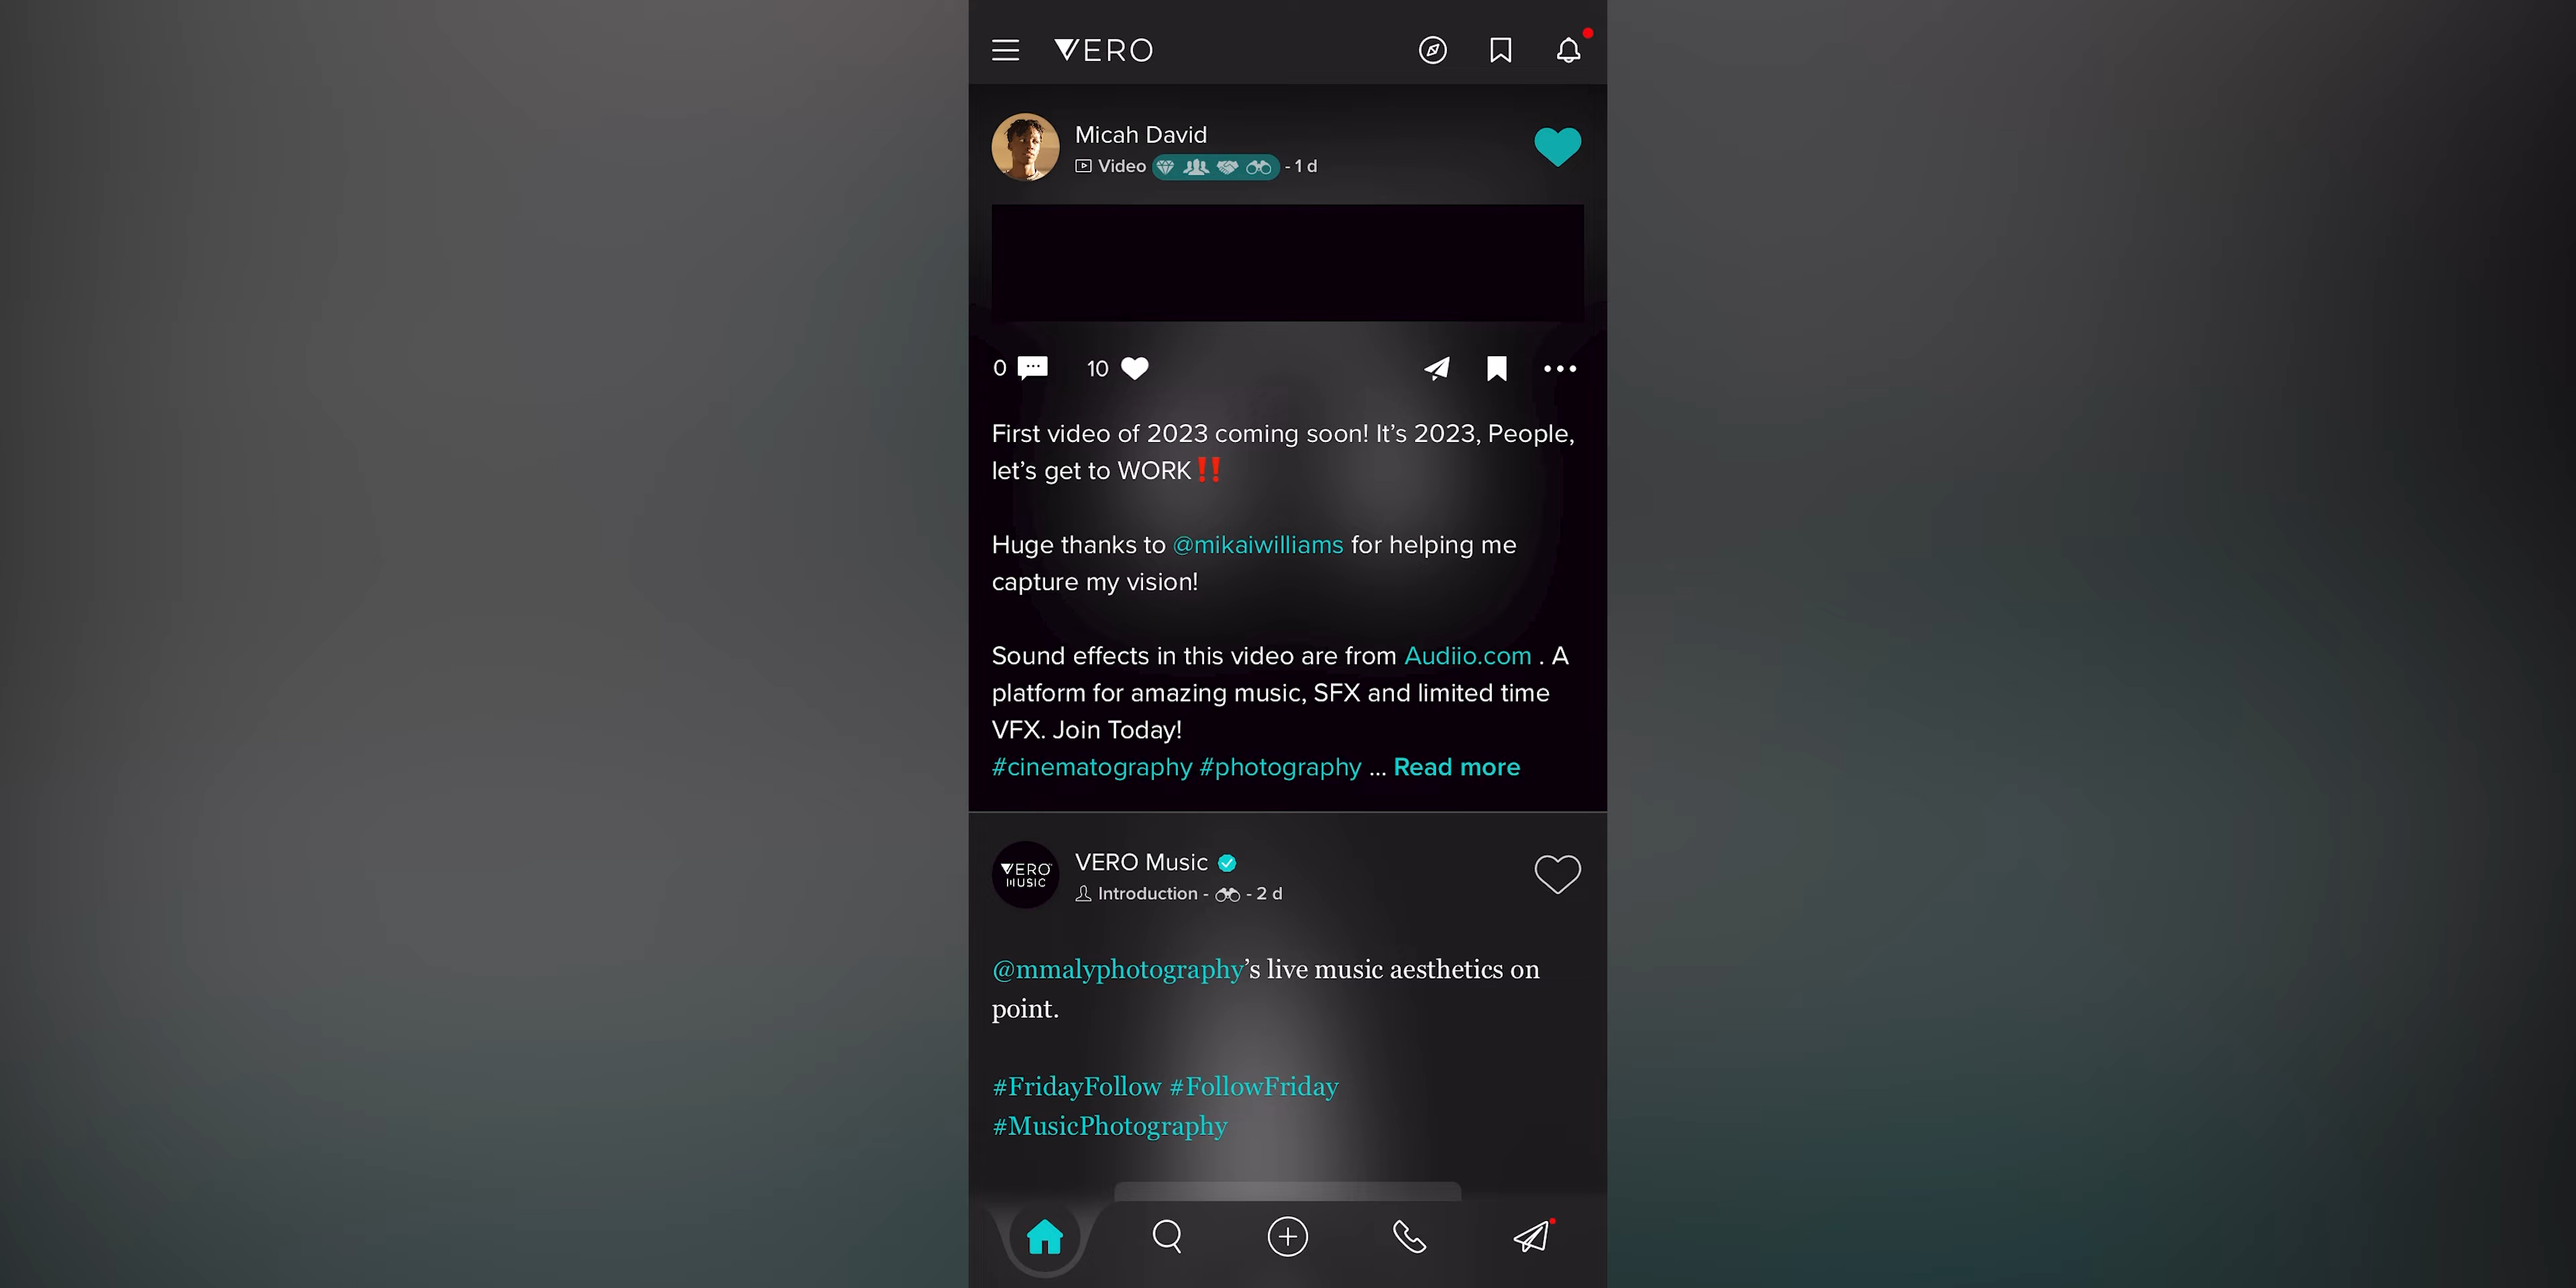 VERO
Micah David
Video - 1 d
0 10
First video of 2023 coming soon! It’s 2023, People,
let’s get to WORK‼️
Huge thanks to @mikaiwilliams for helping me
capture my vision!
Sound effects in this video are from Audiio.com . A
platform for amazing music, SFX and limited time
VFX. Join Today!
#cinematography #photography ... Read more
VERO MUSIC
VERO Music
Introduction - - 2 d
@mmalyphotography’s live music aesthetics on
point.
#FridayFollow #FollowFriday
#MusicPhotography